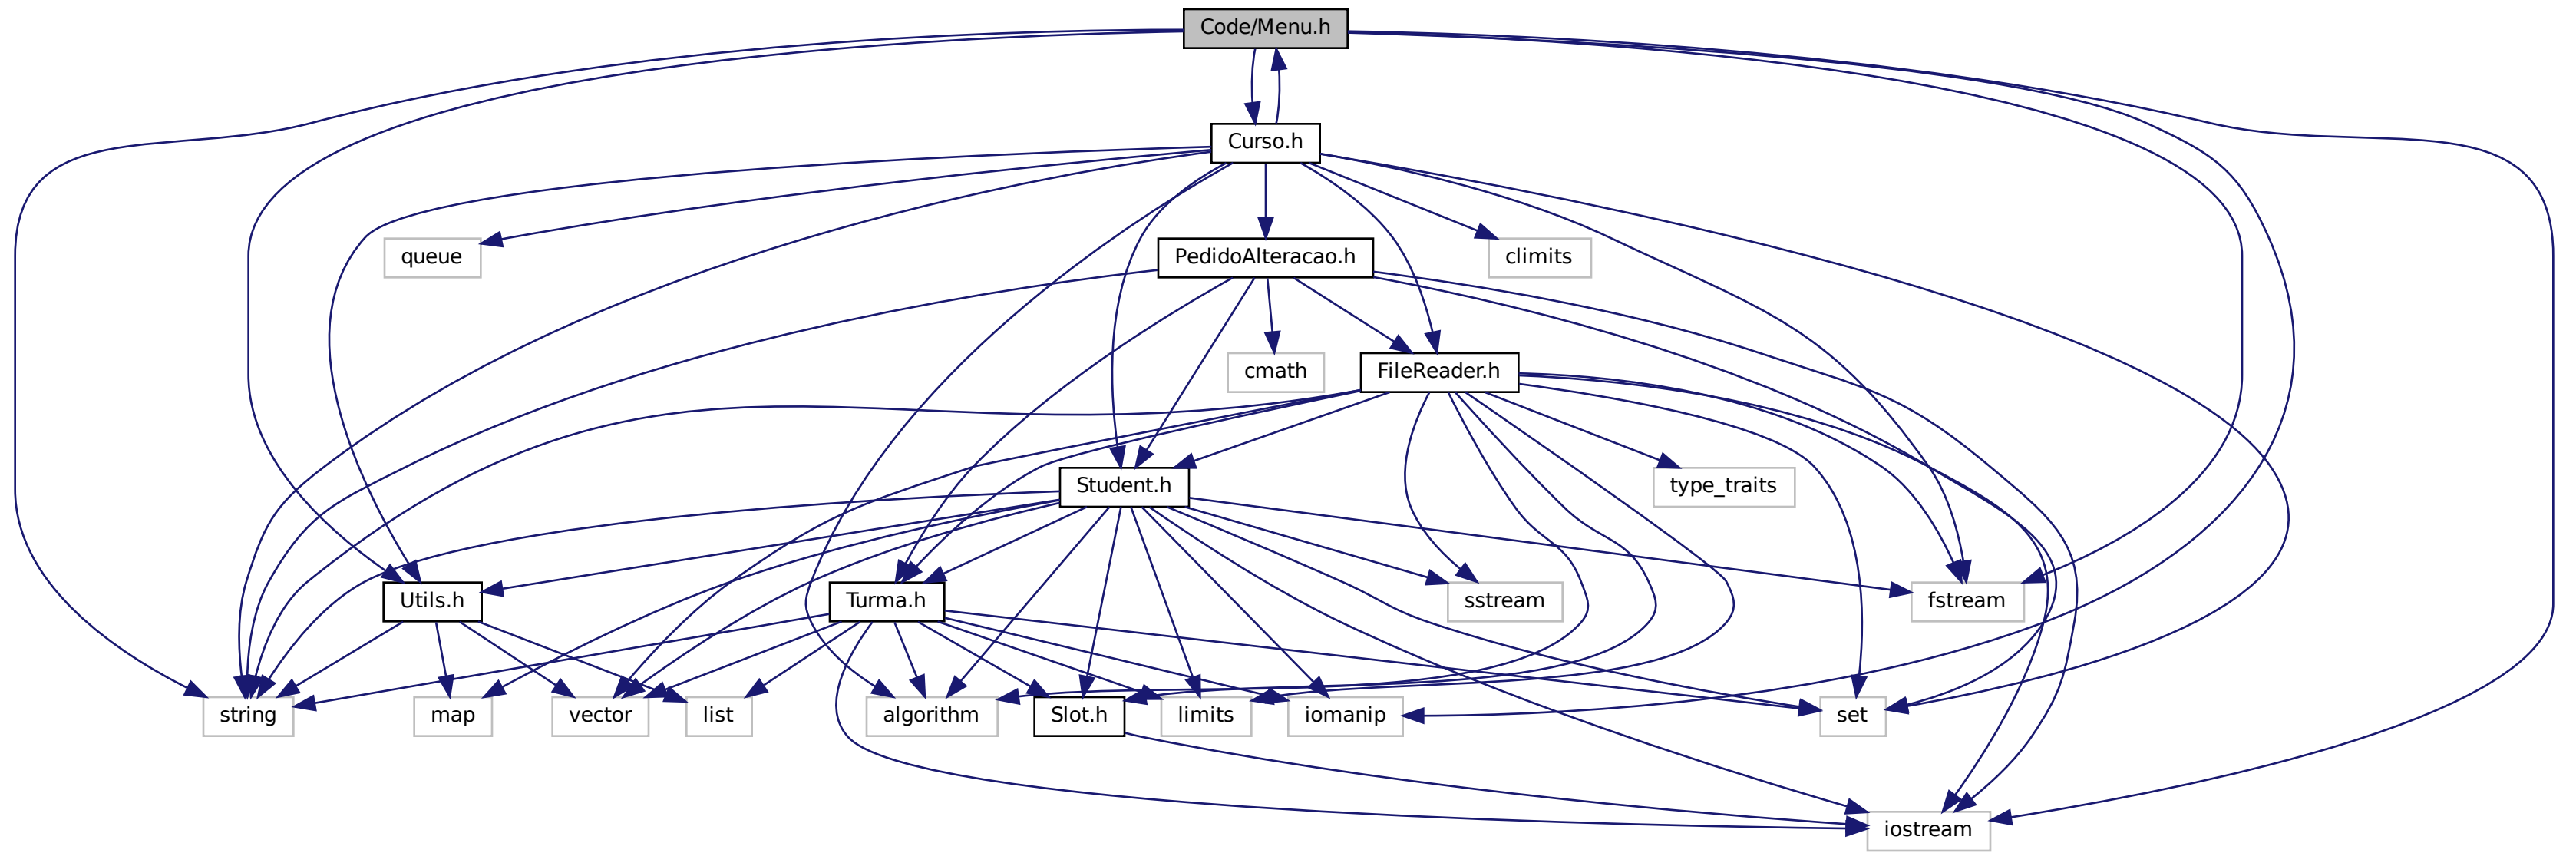 Code/Menu.h
Curso.h
queue
PedidoAlteracao.h
climits
cmath
FileReader.h
Student.h
type_traits
Utils.h
Turma.h
sstream
fstream
string
map
vector
list
algorithm
Slot.h
limits
iomanip
set
iostream